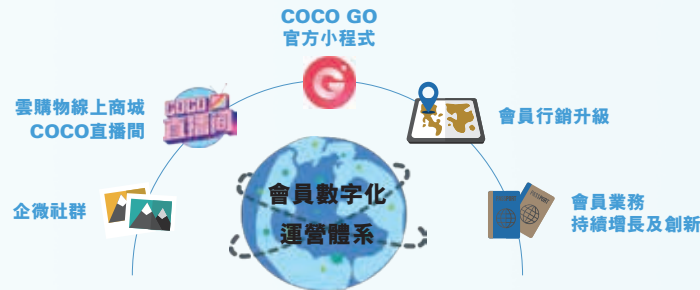 COCO GO
官方小程式
G
雲購物線上商城
COCO直播間
COCO
直播间
會員行銷升級
企微社群
會員數字化
運營體系
PASSPORT
會員業務
持續增長及創新